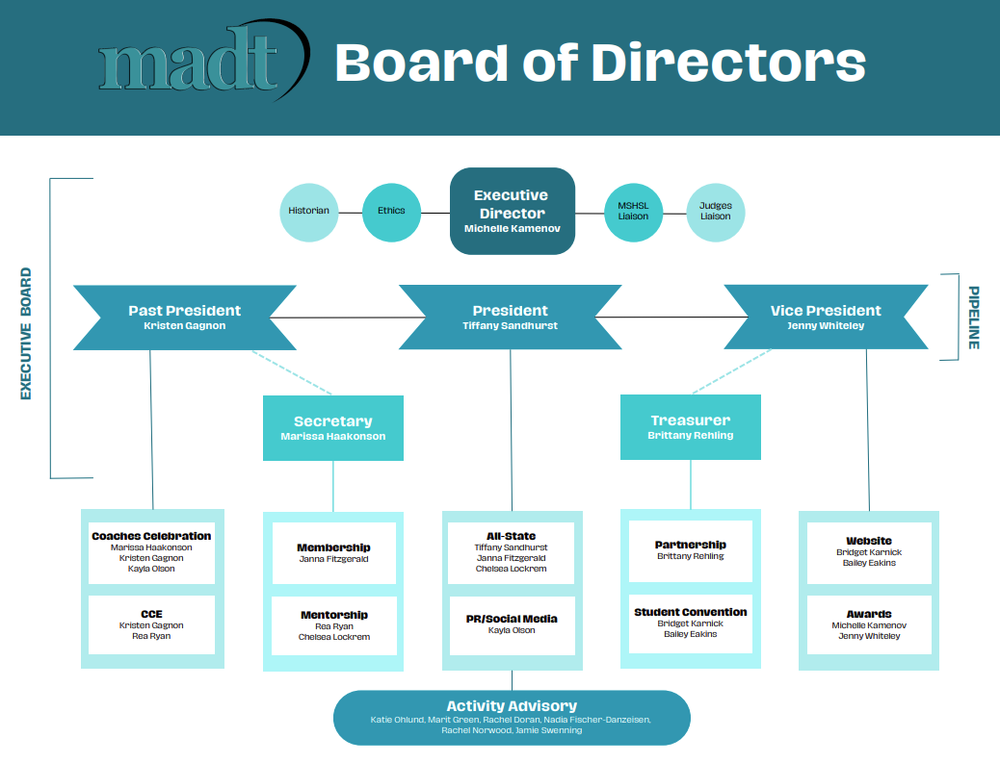 madt
Board of Directors
Historian
Ethics
Executive
Director
Michelle Kamenov
MSHSL
Liaison
Judges
Liaison
EXECUTIVE BOARD
Past President
Kristen Gagnon
President
Tiffany Sandhurst
Vice President
Jenny Whiteley
PIPELINE
Secretary
Marissa Haakonson
Treasurer
Brittany Rehling
Coaches Celebration
Marissa Haakonson
Kristen Gagnon
Kayla Olson
CCE
Kristen Gagnon
Rea Ryan
Membership
Janna Fitzgerald
Mentorship
Rea Ryan
Chelsea Lockrem
All-State
Tiffany Sandhurst
Janna Fitzgerald
Chelsea Lockrem
PR/Social Media
Kayla Olson
Partnership
Brittany Rehling
Student Convention
Bridget Karnick
Bailey Eakins
Website
Bridget Karnick
Bailey Eakins
Awards
Michelle Kamenov
Jenny Whiteley
Activity Advisory
Katie Ohlund, Marit Green, Rachel Doran, Nadia Fischer-Danzeisen,
Rachel Norwood, Jamie Swenning